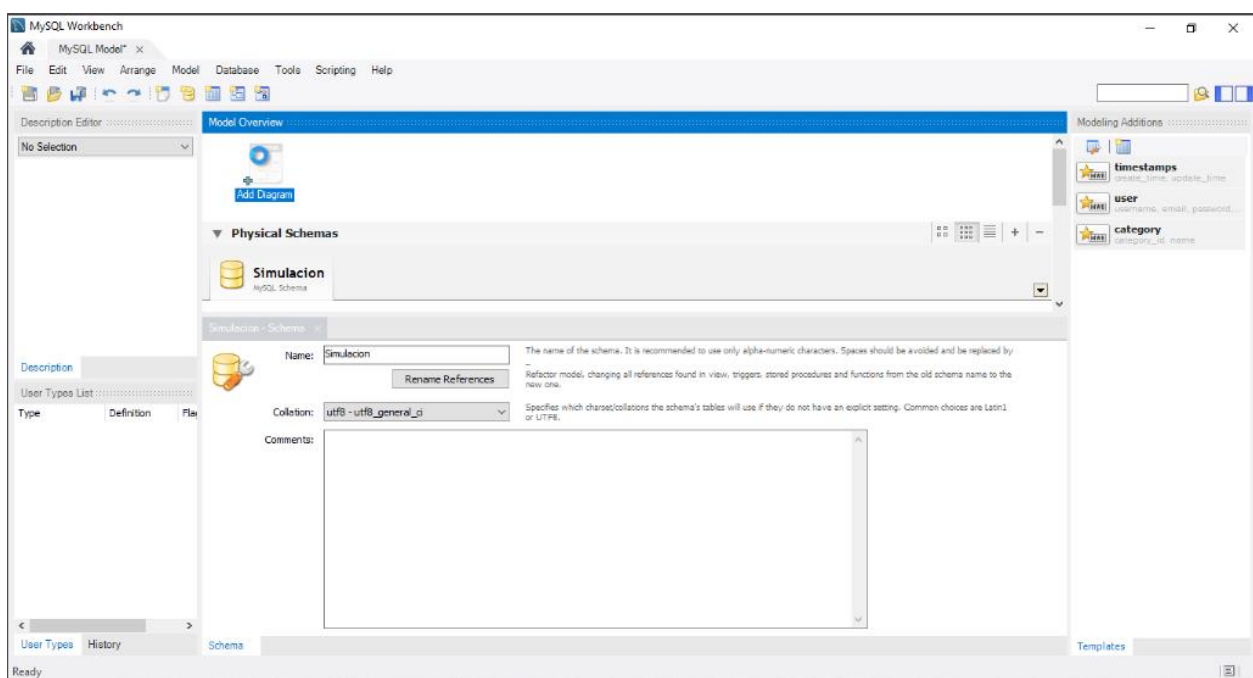 MySQL Workbench
MySQL Model* ×
File Edit View Arrange Model Database Tools Scripting Help
Description Editor
No Selection
Description
User Types List
Type Definition Flag
User Types History
Ready
Model Overview
Add Diagram
Physical Schemas
Simulacion
MySQL Schema
Simulacion - Schema ×
Name: Simulacion
The name of the schema. It is recommended to use only alpha-numeric characters. Spaces should be avoided and be replaced by
_
Rename References
Refactor model, changing all references found in view, triggers, stored procedures and functions from the old schema name to the
new one.
Collation: utf8 - utf8_general_ci
Specifies which charset/collations the schema's tables will use if they do not have an explicit setting. Common choices are Latin1
or UTF8.
Comments:
Schema
Modeling Additions
timestamps
create_time, update_time
user
username, email, password,...
category
category_id, name
Templates